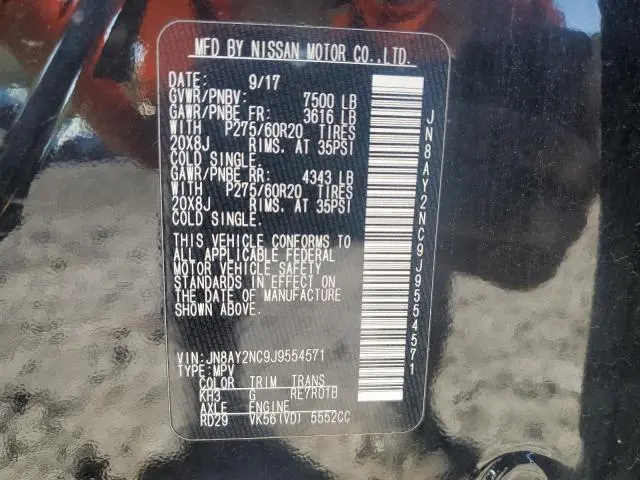 MFD BY NISSAN MOTOR CO.,LTD.
DATE: 9/17
GVWR/PNBV: 7500 LB
GAWR/PNBE FR: 3616 LB
WITH P275/60R20 TIRES
20X8J RIMS, AT 35PSI
COLD SINGLE.
GAWR/PNBE RR: 4343 LB
WITH P275/60R20 TIRES
20X8J RIMS, AT 35PSI
COLD SINGLE.
THIS VEHICLE CONFORMS TO
ALL APPLICABLE FEDERAL
MOTOR VEHICLE SAFETY
STANDARDS IN EFFECT ON
THE DATE OF MANUFACTURE
SHOWN ABOVE.
VIN:JN8AY2NC9J9554571
TYPE:MPV
COLOR TRIM TRANS
KH3 G RE7R01B
AXLE ENGINE
RD29 VK56(VD) 5552CC
JN8AY2NC9J9554571